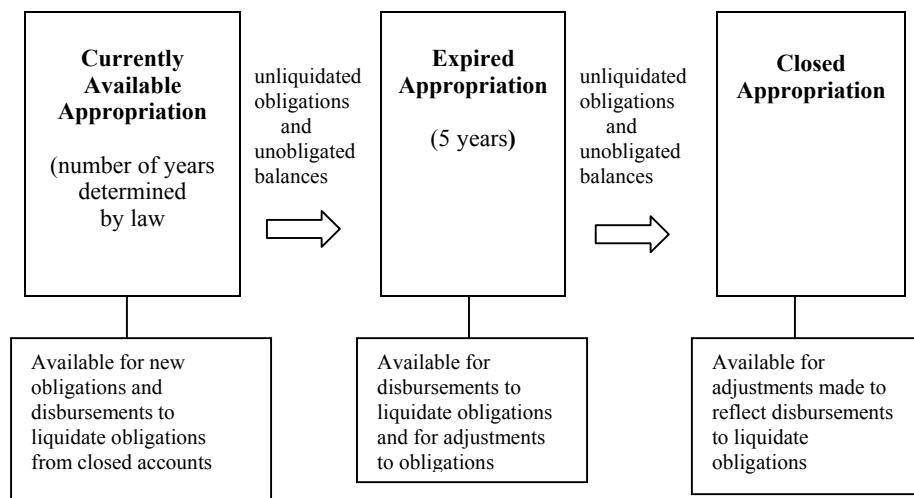 Currently
Available
Appropriation
(number of years
determined
by law
unliquidated
obligations
and
unobligated
balances
Expired
Appropriation
(5 years)
unliquidated
obligations
and
unobligated
balances
Closed
Appropriation
Available for new
obligations and
disbursements to
liquidate obligations
from closed accounts
Available for
disbursements to
liquidate obligations
and for adjustments
to obligations
Available for
adjustments made to
reflect disbursements
to liquidate
obligations